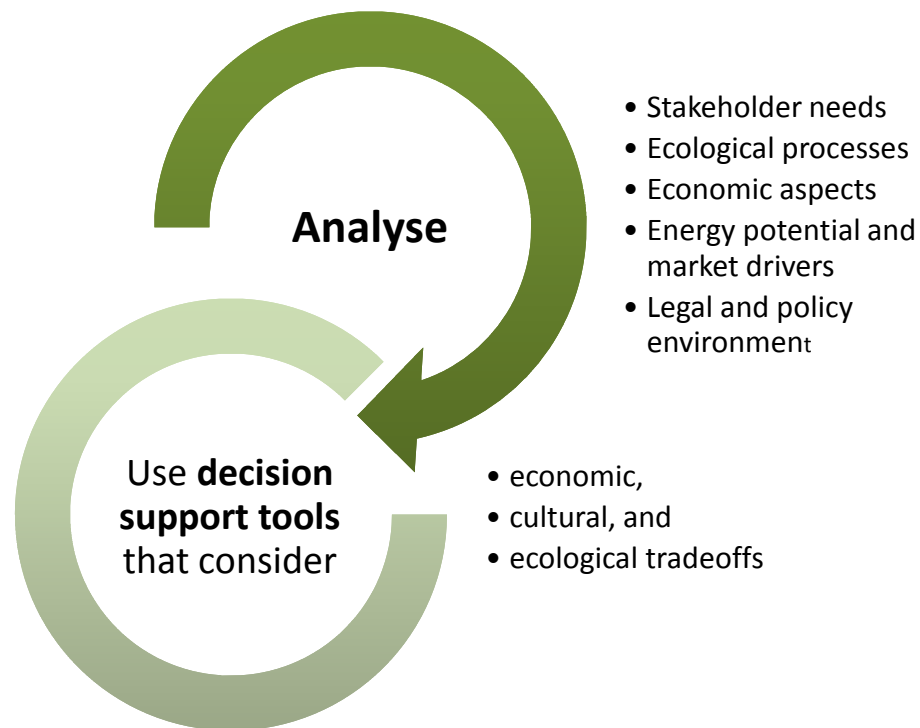 Analyse
• Stakeholder needs
• Ecological processes
• Economic aspects
• Energy potential and
market drivers
• Legal and policy
environment
Use decision
support tools
that consider
• economic,
• cultural, and
• ecological tradeoffs